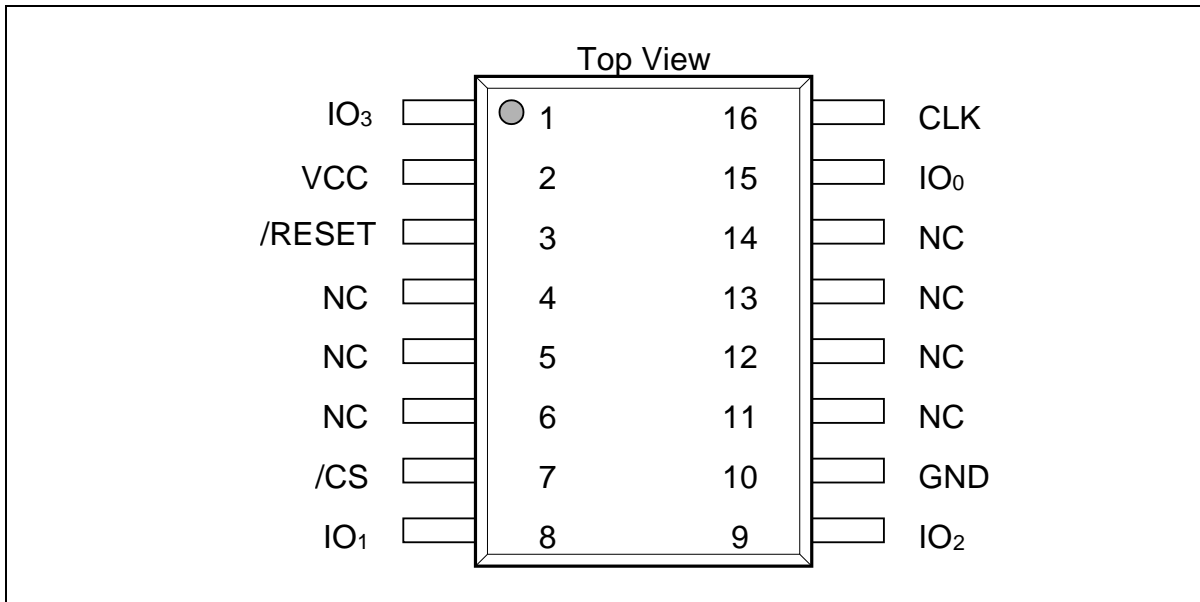 Top View
IO₃ 1 16 CLK
VCC 2 15 IO₀
/RESET 3 14 NC
NC 4 13 NC
NC 5 12 NC
NC 6 11 NC
/CS 7 10 GND
IO₁ 8 9 IO₂